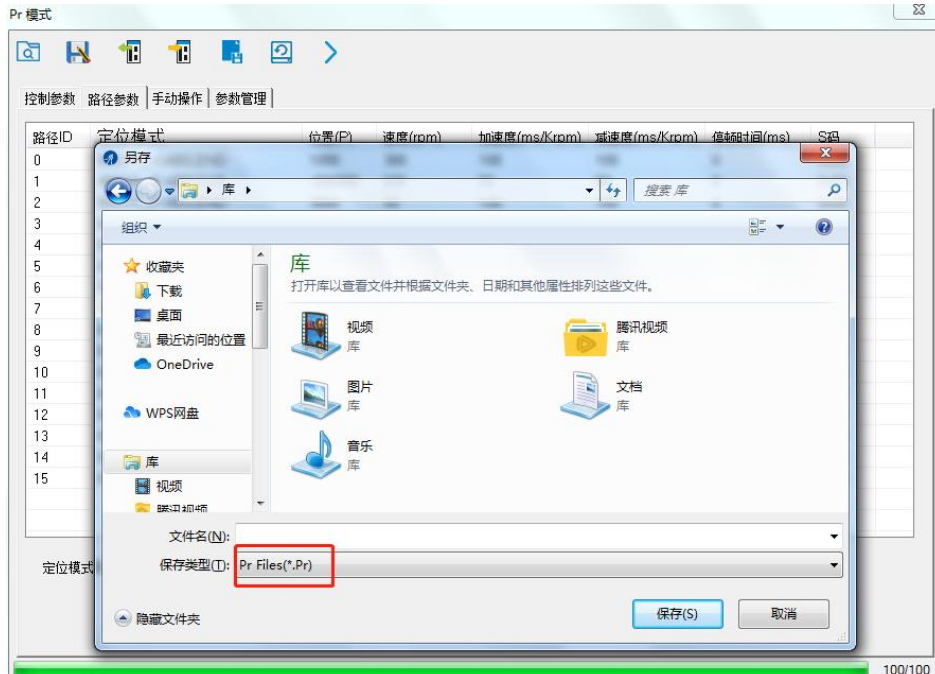 Pr 模式
控制参数 路径参数 手动操作 参数管理
路径ID 定位模式 位置(P) 速度(rpm) 加速度(ms/Krpm) 减速度(ms/Krpm) 停顿时间(ms) S码
0
1
2
3
4
5
6
7
8
9
10
11
12
13
14
15
另存
库
搜索 库
组织
收藏夹
下载
桌面
最近访问的位置
OneDrive
WPS网盘
库
视频
腾讯视频
库
打开库以查看文件并根据文件夹、日期和其他属性排列这些文件。
视频
库
腾讯视频
库
图片
库
文档
库
音乐
库
文件名(N):
保存类型(T): Pr Files(*.Pr)
隐藏文件夹
保存(S) 取消
定位模式
100/100